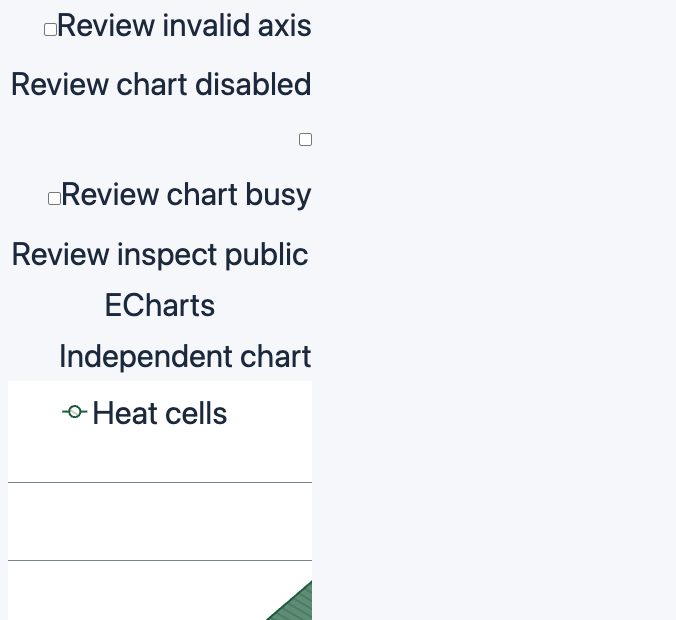 Review invalid axis
Review chart disabled
Review chart busy
Review inspect public
ECharts
Independent chart
Heat cells